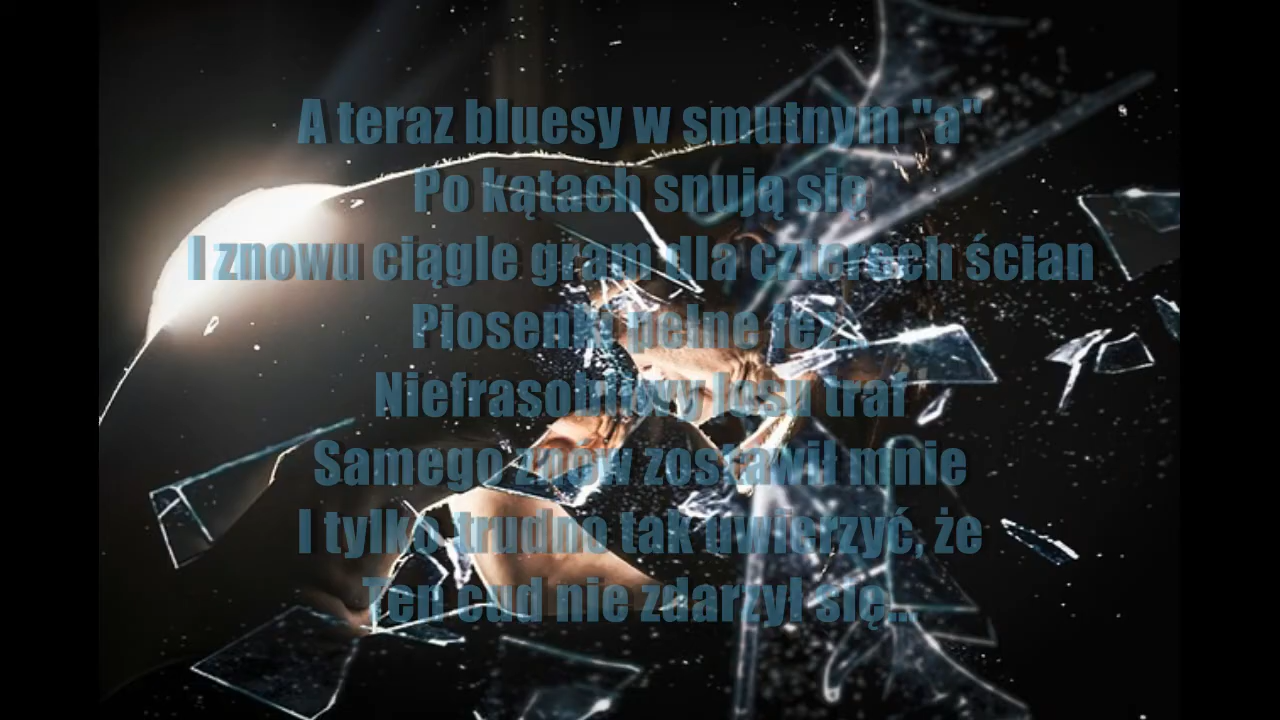 A teraz bluesy w smutnym "a"
Po kątach snują się
I znowu ciągle gram dla czterech ścian
Piosenki pełne łez
Niefrasobliwy losu traf
Samego znów zostawił mnie
I tylko trudno tak uwierzyć, że
Ten cud nie zdarzył się...